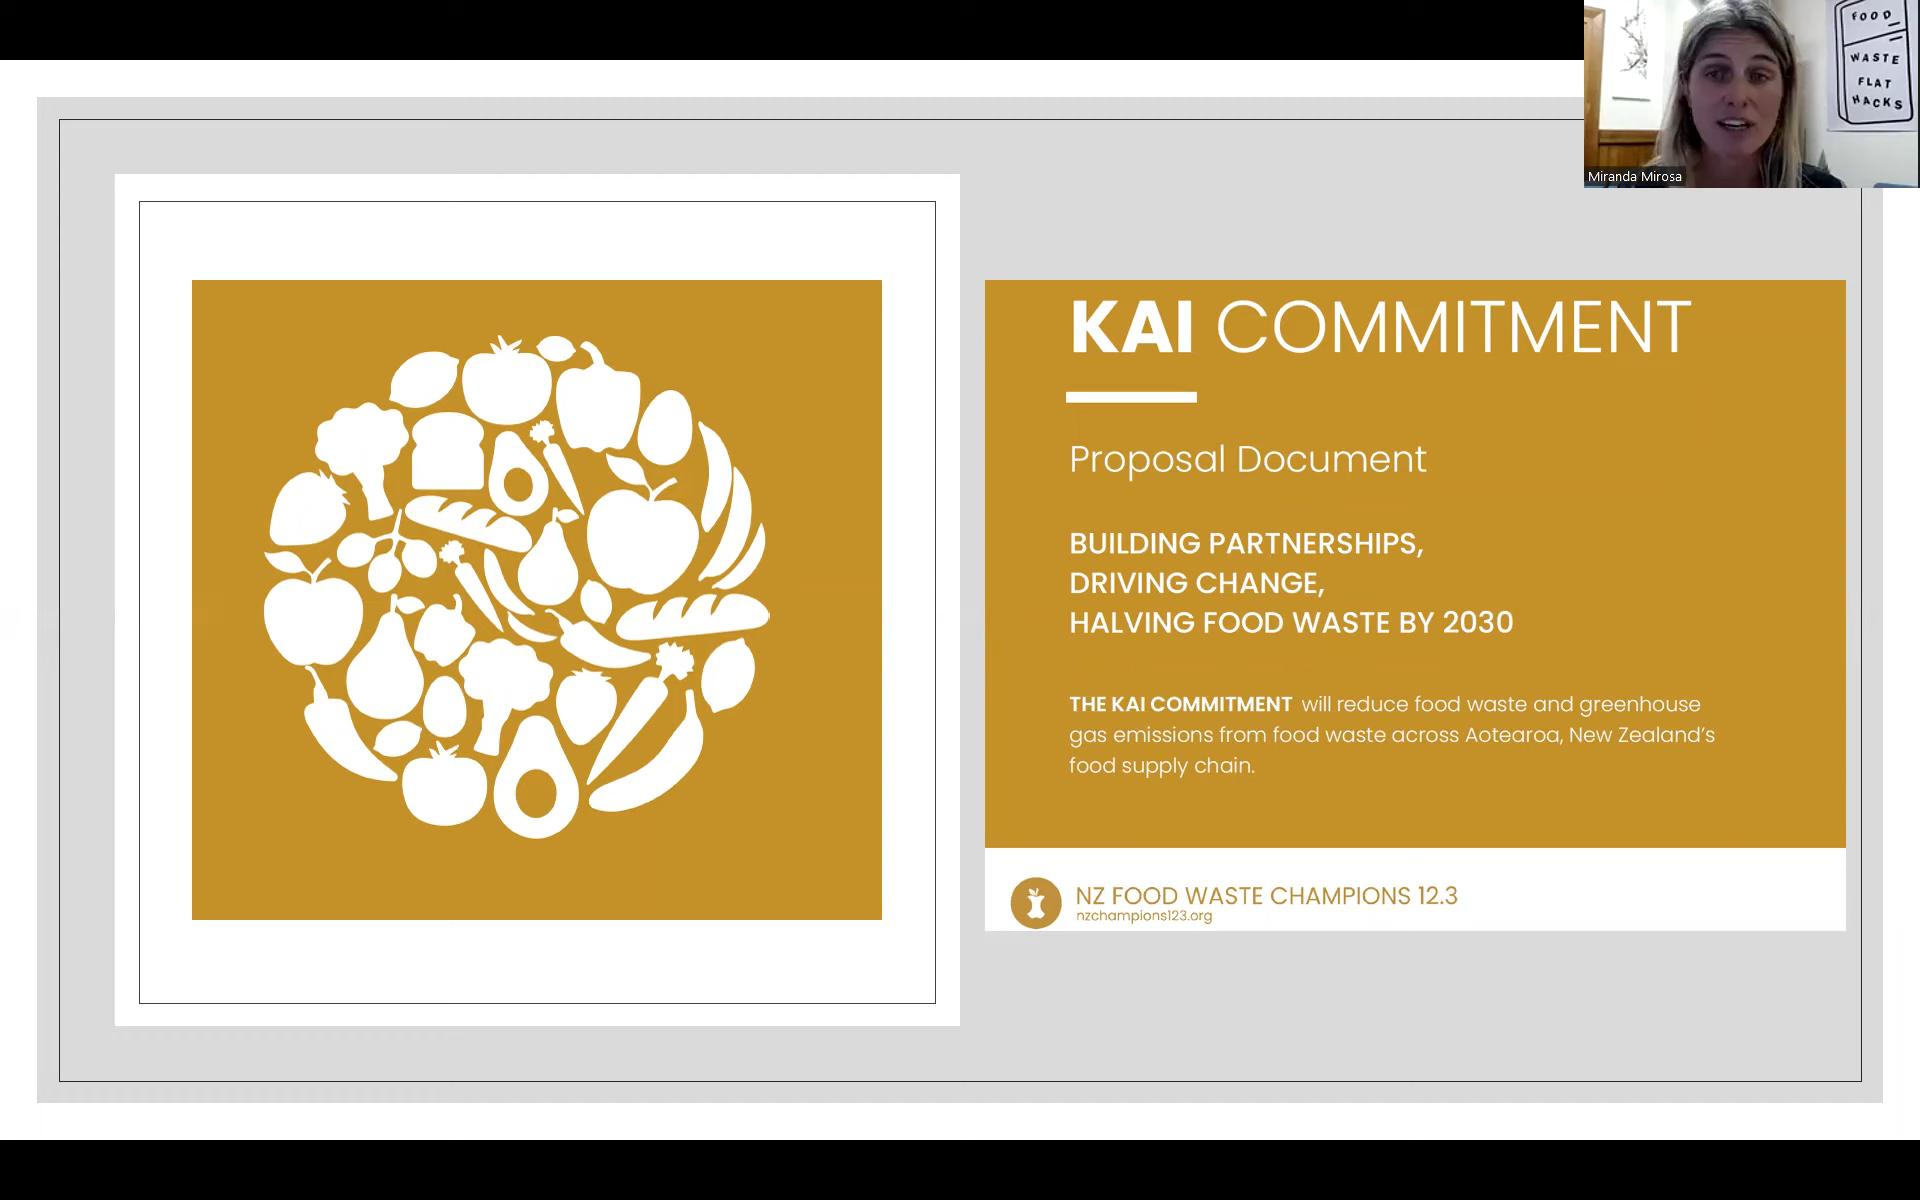 FOOD
WASTE
FLAT
HACKS
Miranda Mirosa
KAI COMMITMENT
Proposal Document
BUILDING PARTNERSHIPS,
DRIVING CHANGE,
HALVING FOOD WASTE BY 2030
THE KAI COMMITMENT will reduce food waste and greenhouse
gas emissions from food waste across Aotearoa, New Zealand's
food supply chain.
NZ FOOD WASTE CHAMPIONS 12.3
nzchampions123.org